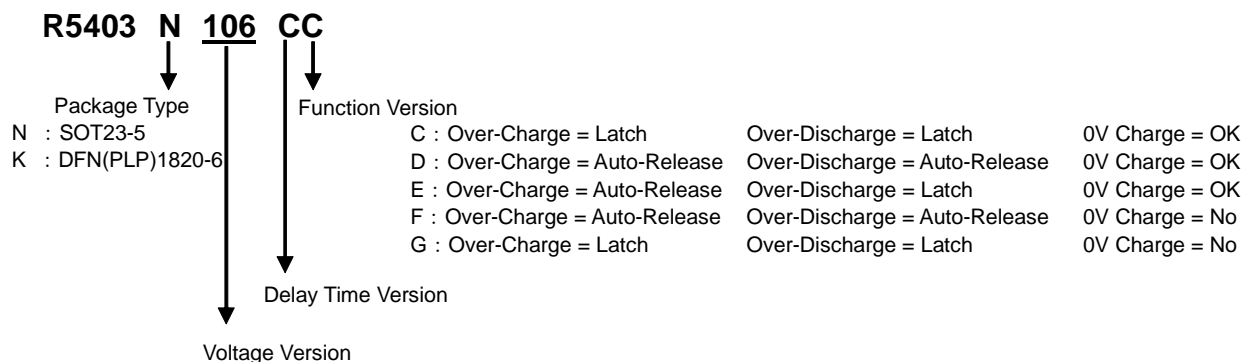 R5403 N 106 CC
Package Type
N : SOT23-5
K : DFN(PLP)1820-6
Function Version
C : Over-Charge = Latch Over-Discharge = Latch 0V Charge = OK
D : Over-Charge = Auto-Release Over-Discharge = Auto-Release 0V Charge = OK
E : Over-Charge = Auto-Release Over-Discharge = Latch 0V Charge = OK
F : Over-Charge = Auto-Release Over-Discharge = Auto-Release 0V Charge = No
G : Over-Charge = Latch Over-Discharge = Latch 0V Charge = No
Delay Time Version
Voltage Version